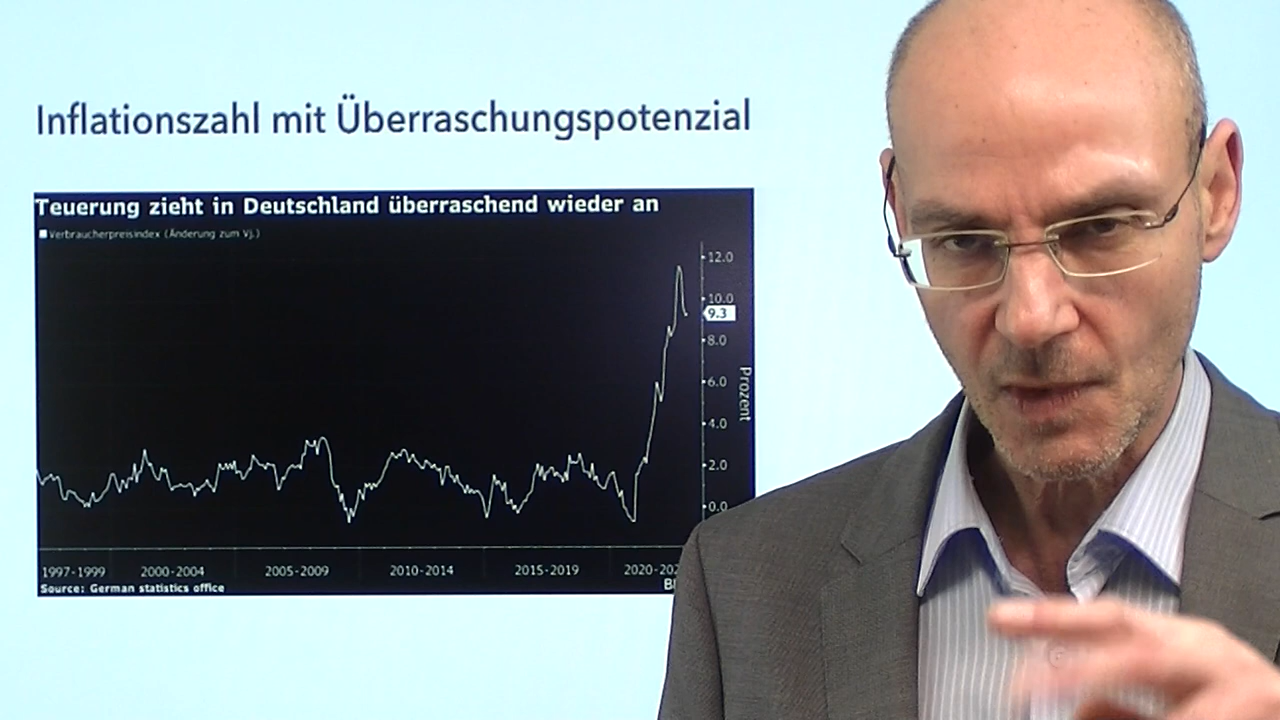 Inflationszahl mit Überraschungspotenzial
Teuerung zieht in Deutschland überraschend wieder an
Verbraucherpreisindex (Änderung zum Vj.)
12.0
10.0
9.3
8.0
6.0
Prozent
4.0
2.0
0.0
1997-1999 2000-2004 2005-2009 2010-2014 2015-2019
Source: German statistics office